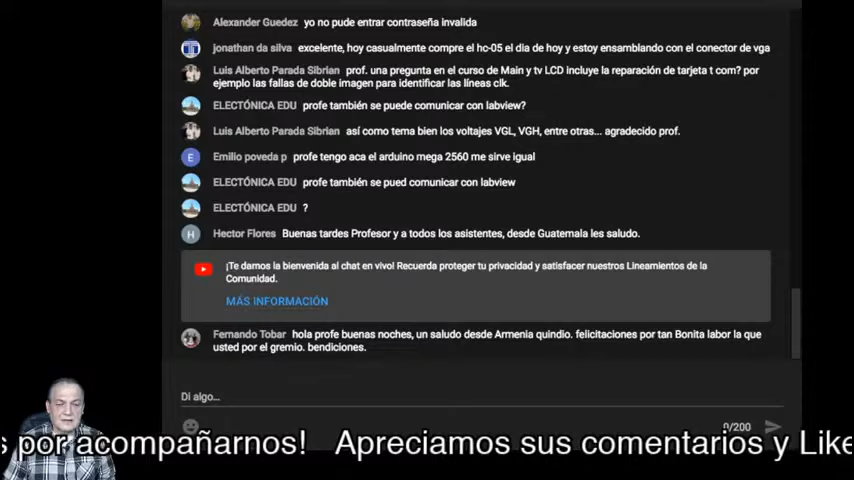 Alexander Guedez yo no pude entrar contraseña invalida
jonathan da silva excelente, hoy casualmente compre el hc-05 el dia de hoy y estoy ensamblando con el conector de vga
Luis Alberto Parada Sibrian prof. una pregunta en el curso de Main y tv LCD incluye la reparación de tarjeta t com? por
ejemplo las fallas de doble imagen para identificar las líneas clk.
ELECTÓNICA EDU profe también se puede comunicar con labview?
Luis Alberto Parada Sibrian así como tema bien los voltajes VGL, VGH, entre otras... agradecido prof.
E Emilio poveda p profe tengo aca el arduino mega 2560 me sirve igual
ELECTÓNICA EDU profe también se pued comunicar con labview
ELECTÓNICA EDU ?
H Hector Flores Buenas tardes Profesor y a todos los asistentes, desde Guatemala les saludo.
¡Te damos la bienvenida al chat en vivo! Recuerda proteger tu privacidad y satisfacer nuestros Lineamientos de la
Comunidad.
MÁS INFORMACIÓN
Fernando Tobar hola profe buenas noches, un saludo desde Armenia quindio. felicitaciones por tan Bonita labor la que
usted por el gremio. bendiciones.
Di algo...
0/200
s por acompañarnos! Apreciamos sus comentarios y Like